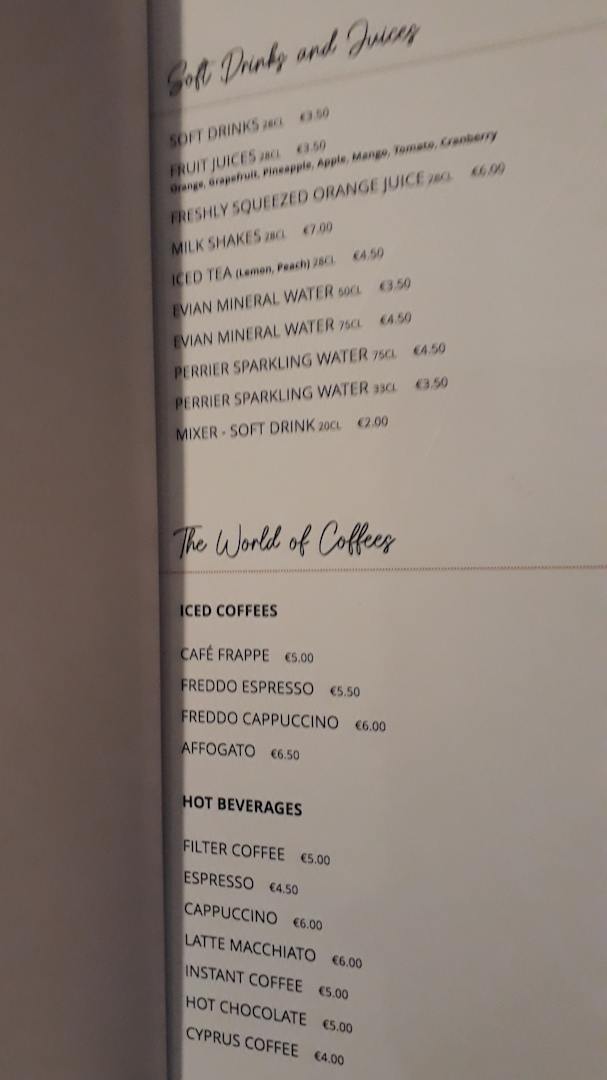 Soft Drinks and Juices
SOFT DRINKS 28CL €3.50
FRUIT JUICES 28CL €3.50
Orange, Grapefruit, Pineapple, Apple, Mango, Tomato, Cranberry
FRESHLY SQUEEZED ORANGE JUICE 28CL €6.00
MILK SHAKES 28CL €7.00
ICED TEA (Lemon, Peach) 28CL €4.50
EVIAN MINERAL WATER 50CL €3.50
EVIAN MINERAL WATER 75CL €4.50
PERRIER SPARKLING WATER 75CL €4.50
PERRIER SPARKLING WATER 33CL €3.50
MIXER - SOFT DRINK 20CL €2.00
The World of Coffees
ICED COFFEES
CAFÉ FRAPPE €5.00
FREDDO ESPRESSO €5.50
FREDDO CAPPUCCINO €6.00
AFFOGATO €6.50
HOT BEVERAGES
FILTER COFFEE €5.00
ESPRESSO €4.50
CAPPUCCINO €6.00
LATTE MACCHIATO €6.00
INSTANT COFFEE €5.00
HOT CHOCOLATE €5.00
CYPRUS COFFEE €4.00